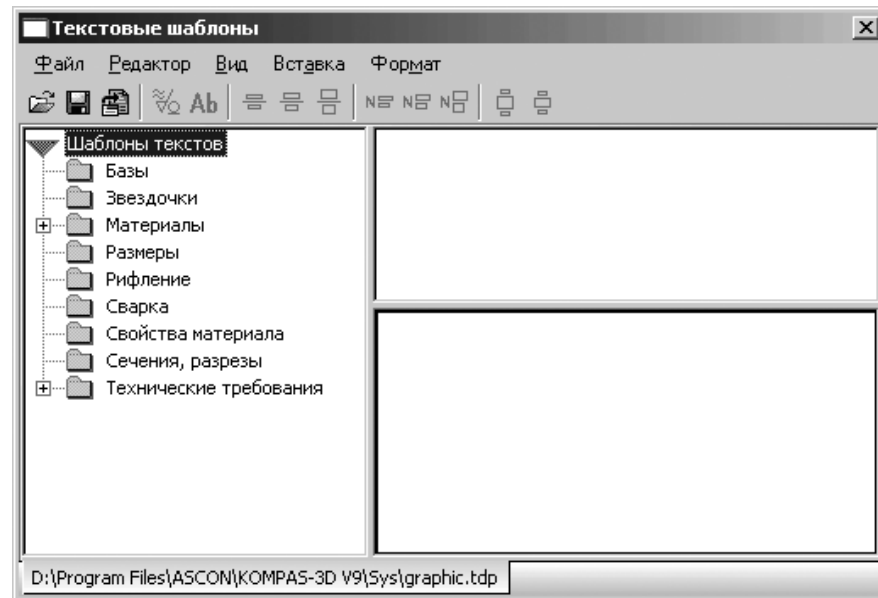 Текстовые шаблоны
Файл Редактор Вид Вставка Формат
Ab N N N
Шаблоны текстов
Базы
Звездочки
Материалы
Размеры
Рифление
Сварка
Свойства материала
Сечения, разрезы
Технические требования
D:\Program Files\ASCON\KOMPAS-3D V9\Sys\graphic.tdp